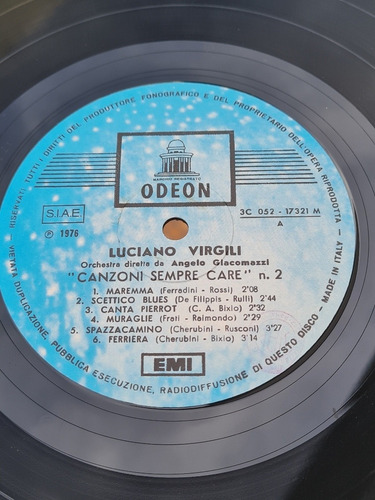 RISERVATI TUTTI I DIRITTI DEL PRODUTTORE FONOGRAFICO E DEL PROPRIETARIO DELL'OPERA RIPRODOTTA
MARCHIO REGISTRATO
ODEON
S.I.A.E.
3C 052 - 17321 M
A
℗ 1976
LUCIANO VIRGILI
Orchestra diretta da Angelo Giacomazzi
"CANZONI SEMPRE CARE" n. 2
1. MAREMMA (Ferradini - Rossi) 2'08
2. SCETTICO BLUES (De Filippis - Rulli) 2'44
3. CANTA PIERROT (C. A. Bixio) 2'32
4. MURAGLIE (Frati - Raimondo) 2'29
5. SPAZZACAMINO (Cherubini - Rusconi) 3'27
6. FERRIERA (Cherubini - Bixio) 3'14
EMI
VIETATA DUPLICAZIONE, PUBBLICA ESECUZIONE, RADIODIFFUSIONE DI QUESTO DISCO - MADE IN ITALY